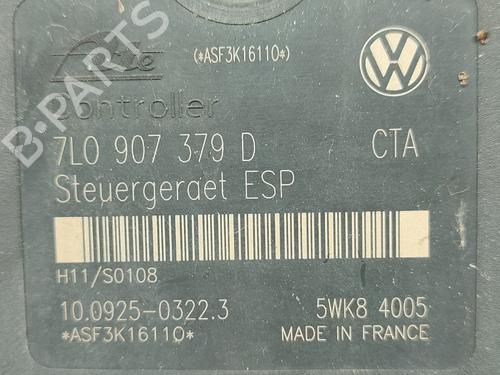 Ate
(*ASF3K16110*)
Controller
7L0 907 379 D
CTA
Steuergeraet ESP
H11/S0108
10.0925-0322.3
5WK8 4005
*ASF3K16110*
MADE IN FRANCE
B-PARTS